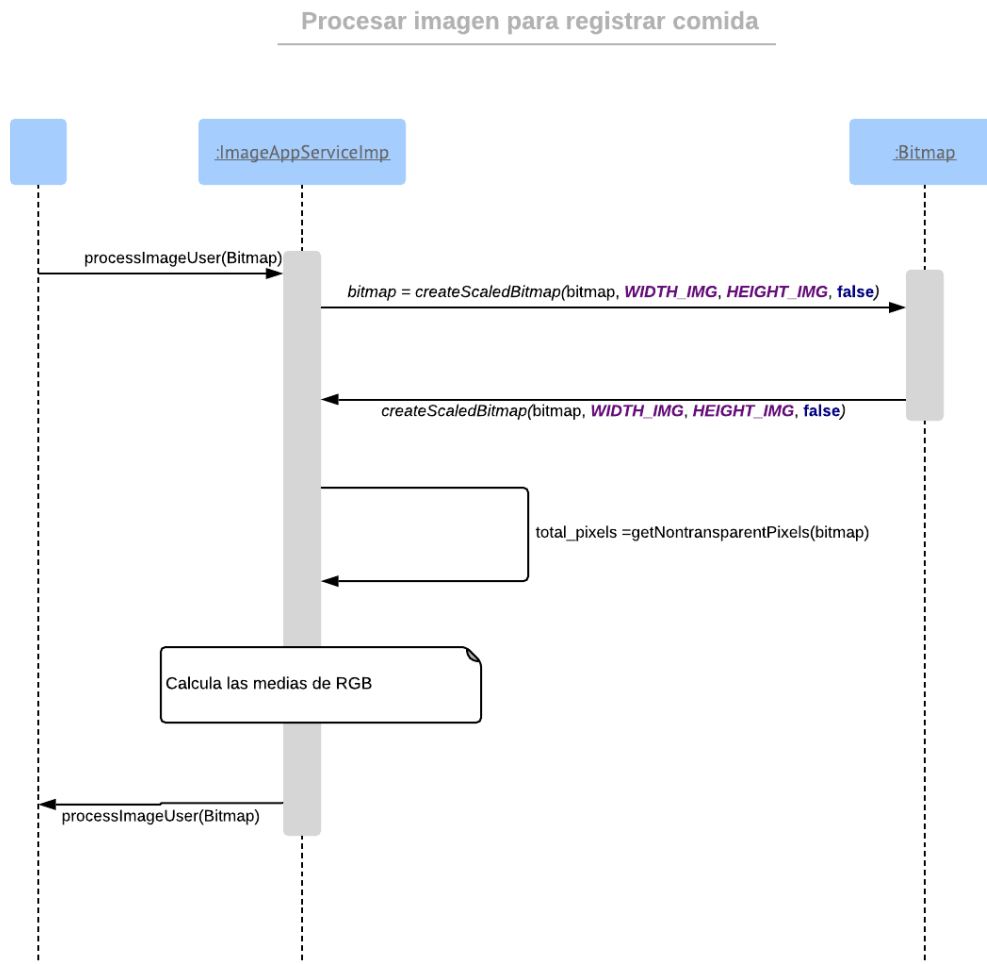 Procesar imagen para registrar comida
:ImageAppServiceImp
:Bitmap
processImageUser(Bitmap)
bitmap = createScaledBitmap(bitmap, WIDTH_IMG, HEIGHT_IMG, false)
createScaledBitmap(bitmap, WIDTH_IMG, HEIGHT_IMG, false)
total_pixels =getNontransparentPixels(bitmap)
Calcula las medias de RGB
processImageUser(Bitmap)